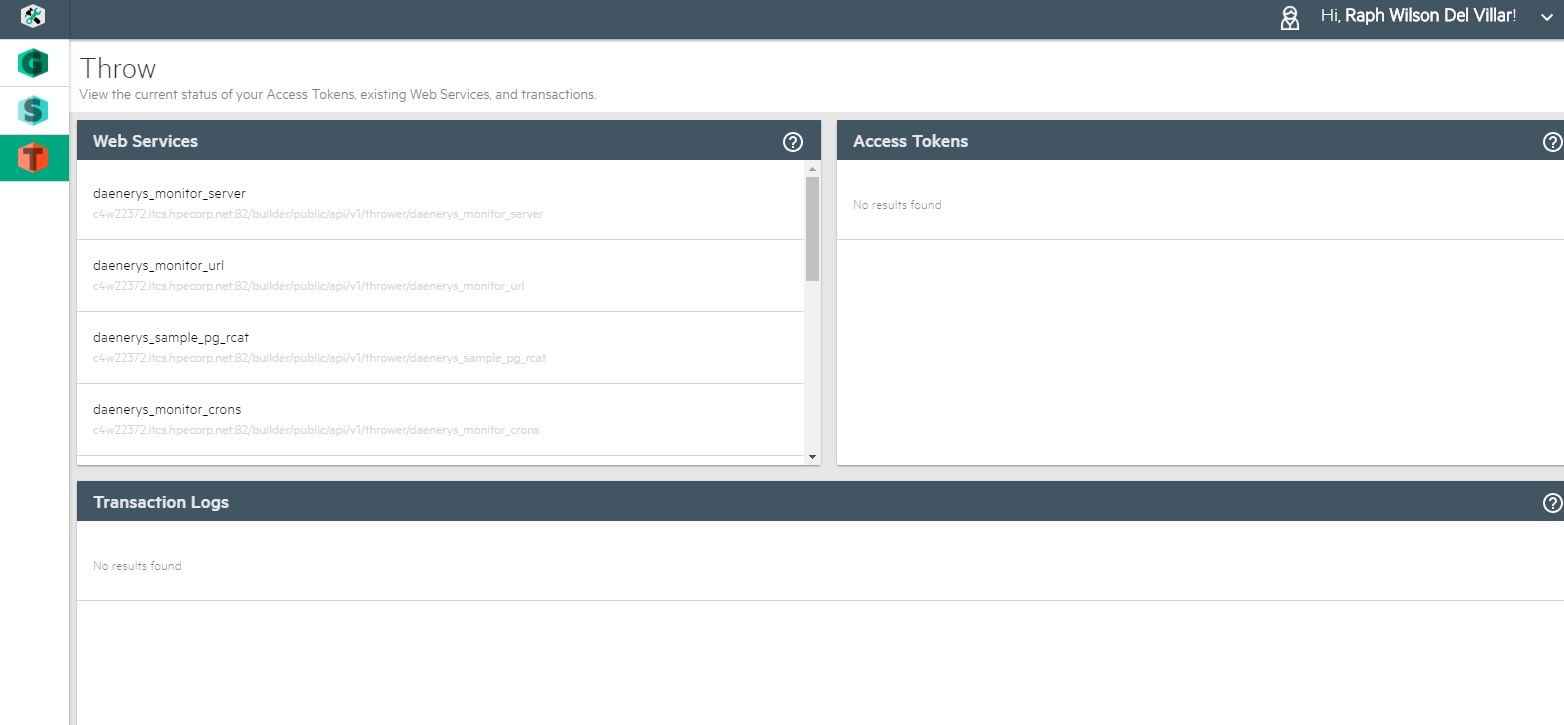 Hi, Raph Wilson Del Villar!
G
S
T
Throw
View the current status of your Access Tokens, existing Web Services, and transactions.
Web Services
?
daenerys_monitor_server
c4w22372.itcs.hpecorp.net:82/builder/public/api/v1/thrower/daenerys_monitor_server
daenerys_monitor_url
c4w22372.itcs.hpecorp.net:82/builder/public/api/v1/thrower/daenerys_monitor_url
daenerys_sample_pg_rcat
c4w22372.itcs.hpecorp.net:82/builder/public/api/v1/thrower/daenerys_sample_pg_rcat
daenerys_monitor_crons
c4w22372.itcs.hpecorp.net:82/builder/public/api/v1/thrower/daenerys_monitor_crons
Access Tokens
?
No results found
Transaction Logs
?
No results found